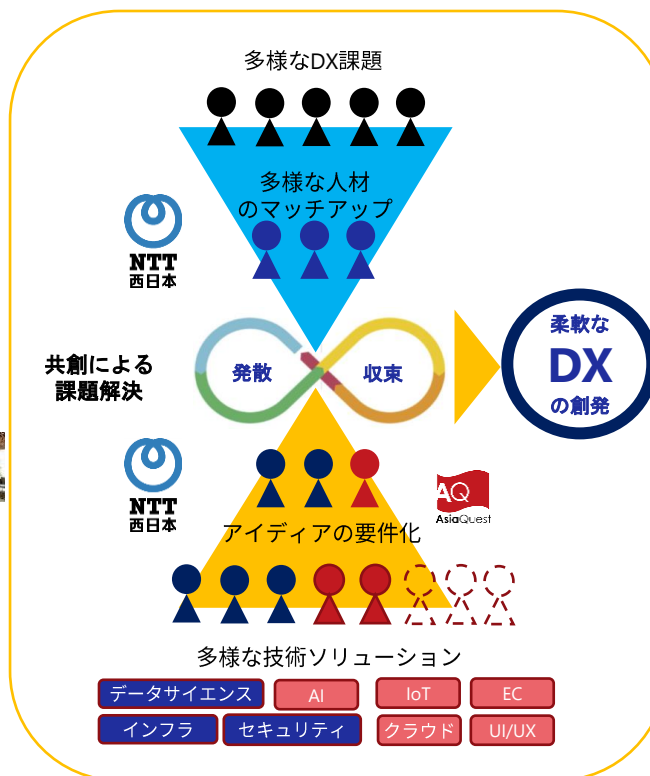 多様なDX課題
多様な人材
のマッチアップ
NTT
西日本
共創による
課題解決
発散
収束
柔軟な
DX
の創発
NTT
西日本
AQ
AsiaQuest
アイディアの要件化
多様な技術ソリューション
データサイエンス
AI
IoT
EC
インフラ
セキュリティ
クラウド
UI/UX